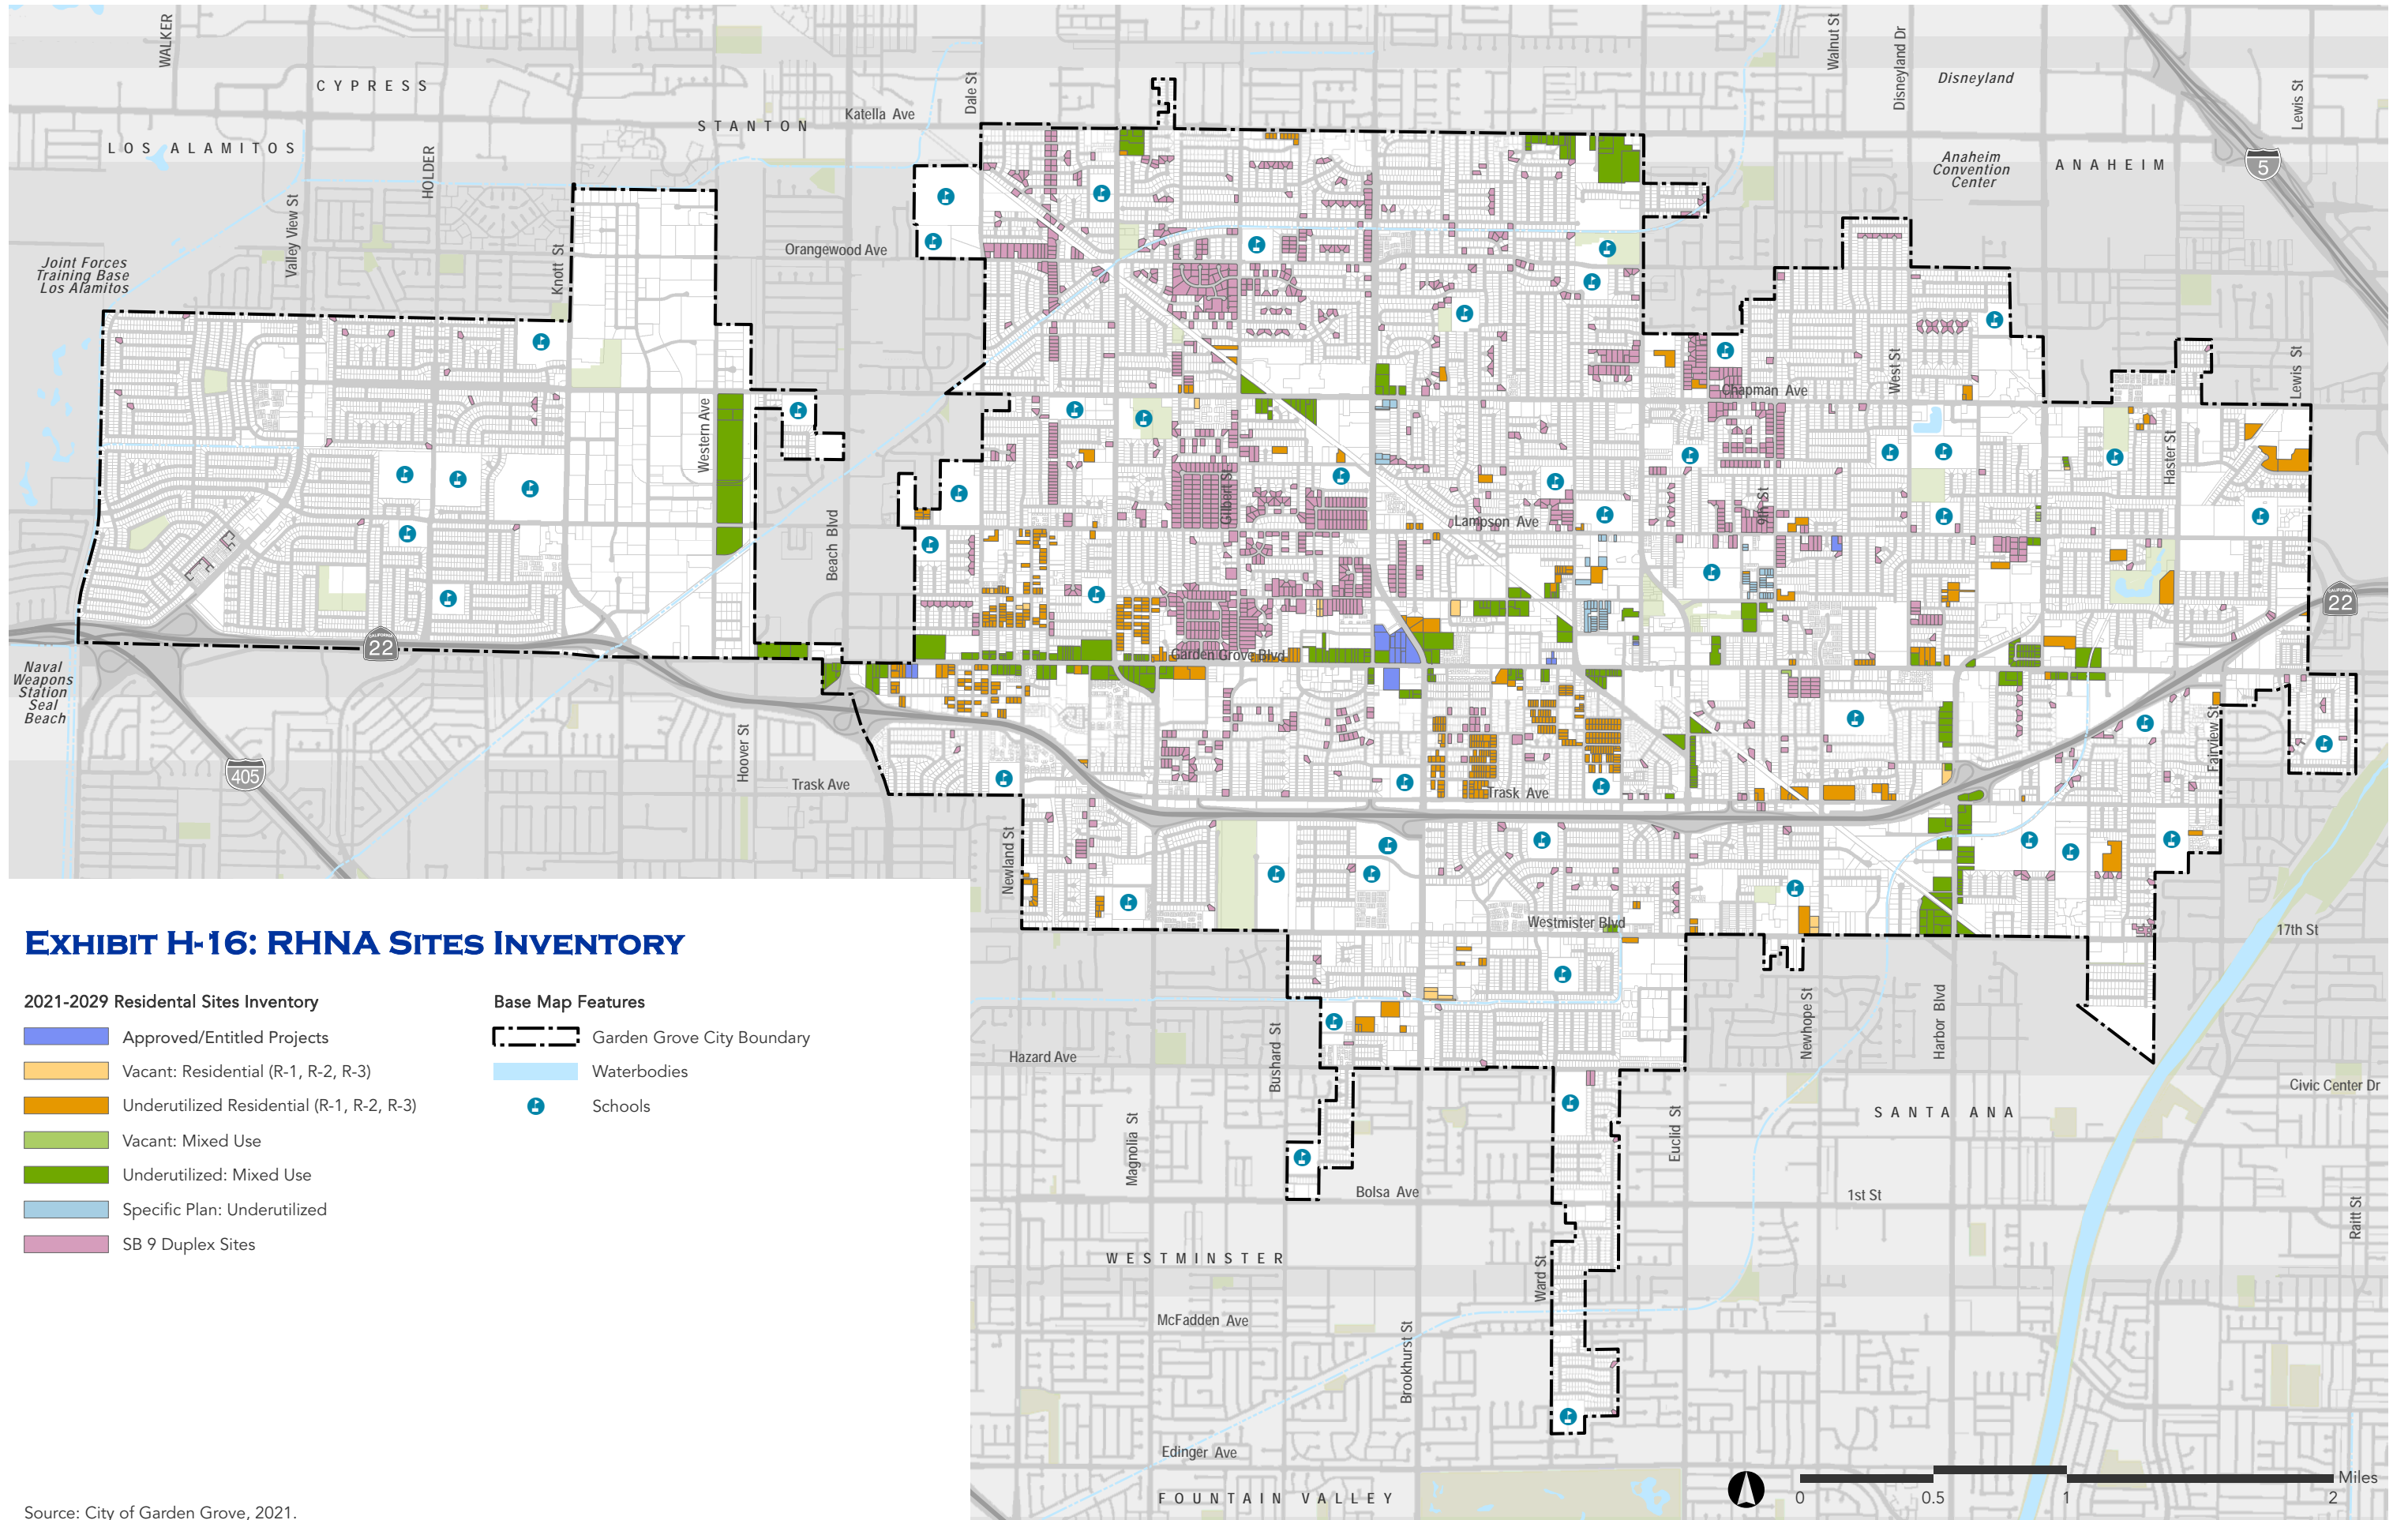 WALKER
CYPRESS
LOS ALAMITOS
HOLDER
Valley View St
Knott St
STANTON
Katella Ave
Dale St
Orangewood Ave
Walnut St
Disneyland Dr
Disneyland
Lewis St
Anaheim
Convention
Center
ANAHEIM
5
Joint Forces
Training Base
Los Alamitos
Western Ave
Beach Blvd
Chapman Ave
West St
Lewis St
Haster St
Gilbert St
9th St
Lampson Ave
22
CALIFORNIA
22
CALIFORNIA
Garden Grove Blvd
Naval
Weapons
Station
Seal
Beach
405
Hoover St
Trask Ave
Trask Ave
Fairview St
Newland St
Westmister Blvd
17th St
EXHIBIT H-16: RHNA SITES INVENTORY
2021-2029 Residental Sites Inventory
Approved/Entitled Projects
Vacant: Residential (R-1, R-2, R-3)
Underutilized Residential (R-1, R-2, R-3)
Vacant: Mixed Use
Underutilized: Mixed Use
Specific Plan: Underutilized
SB 9 Duplex Sites
Base Map Features
Garden Grove City Boundary
Waterbodies
Schools
Hazard Ave
Bushard St
Magnolia St
Newhope St
Harbor Blvd
Euclid St
Civic Center Dr
SANTA ANA
Bolsa Ave
1st St
Raitt St
WESTMINSTER
Ward St
McFadden Ave
Brookhurst St
Edinger Ave
FOUNTAIN VALLEY
0
0.5
1
2
Miles
Source: City of Garden Grove, 2021.